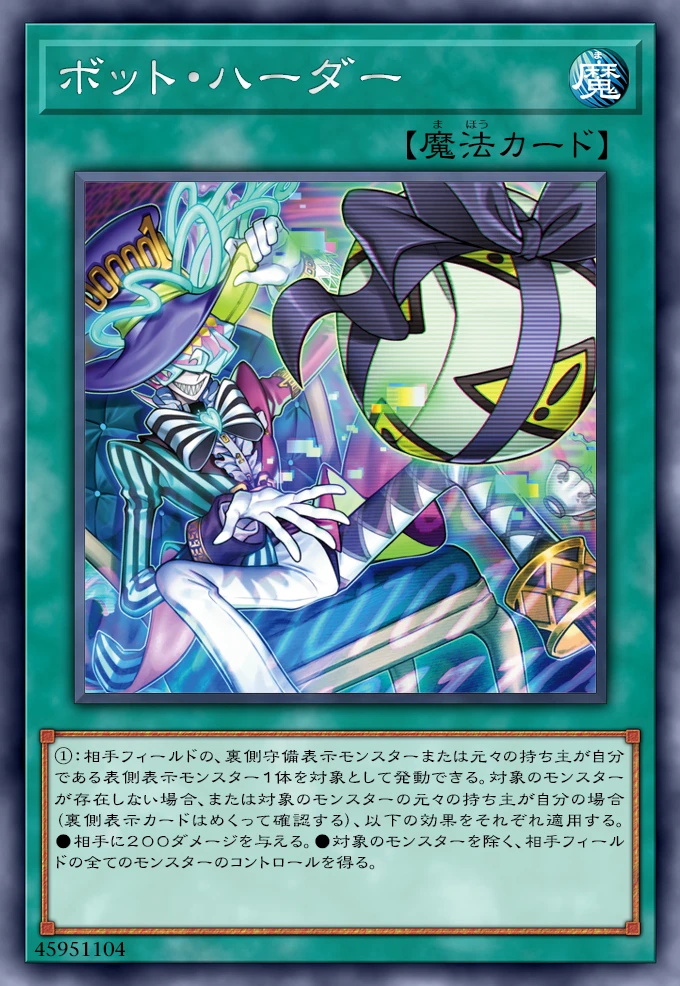 ボット・ハーダー
魔
ま
ま ほう
【魔法カード】
①:相手フィールドの、裏側守備表示モンスターまたは元々の持ち主が自分
である表側表示モンスター1体を対象として発動できる。対象のモンスター
が存在しない場合、または対象のモンスターの元々の持ち主が自分の場合
(裏側表示カードはめくって確認する)、以下の効果をそれぞれ適用する。
●相手に200ダメージを与える。●対象のモンスターを除く、相手フィール
ドの全てのモンスターのコントロールを得る。
45951104